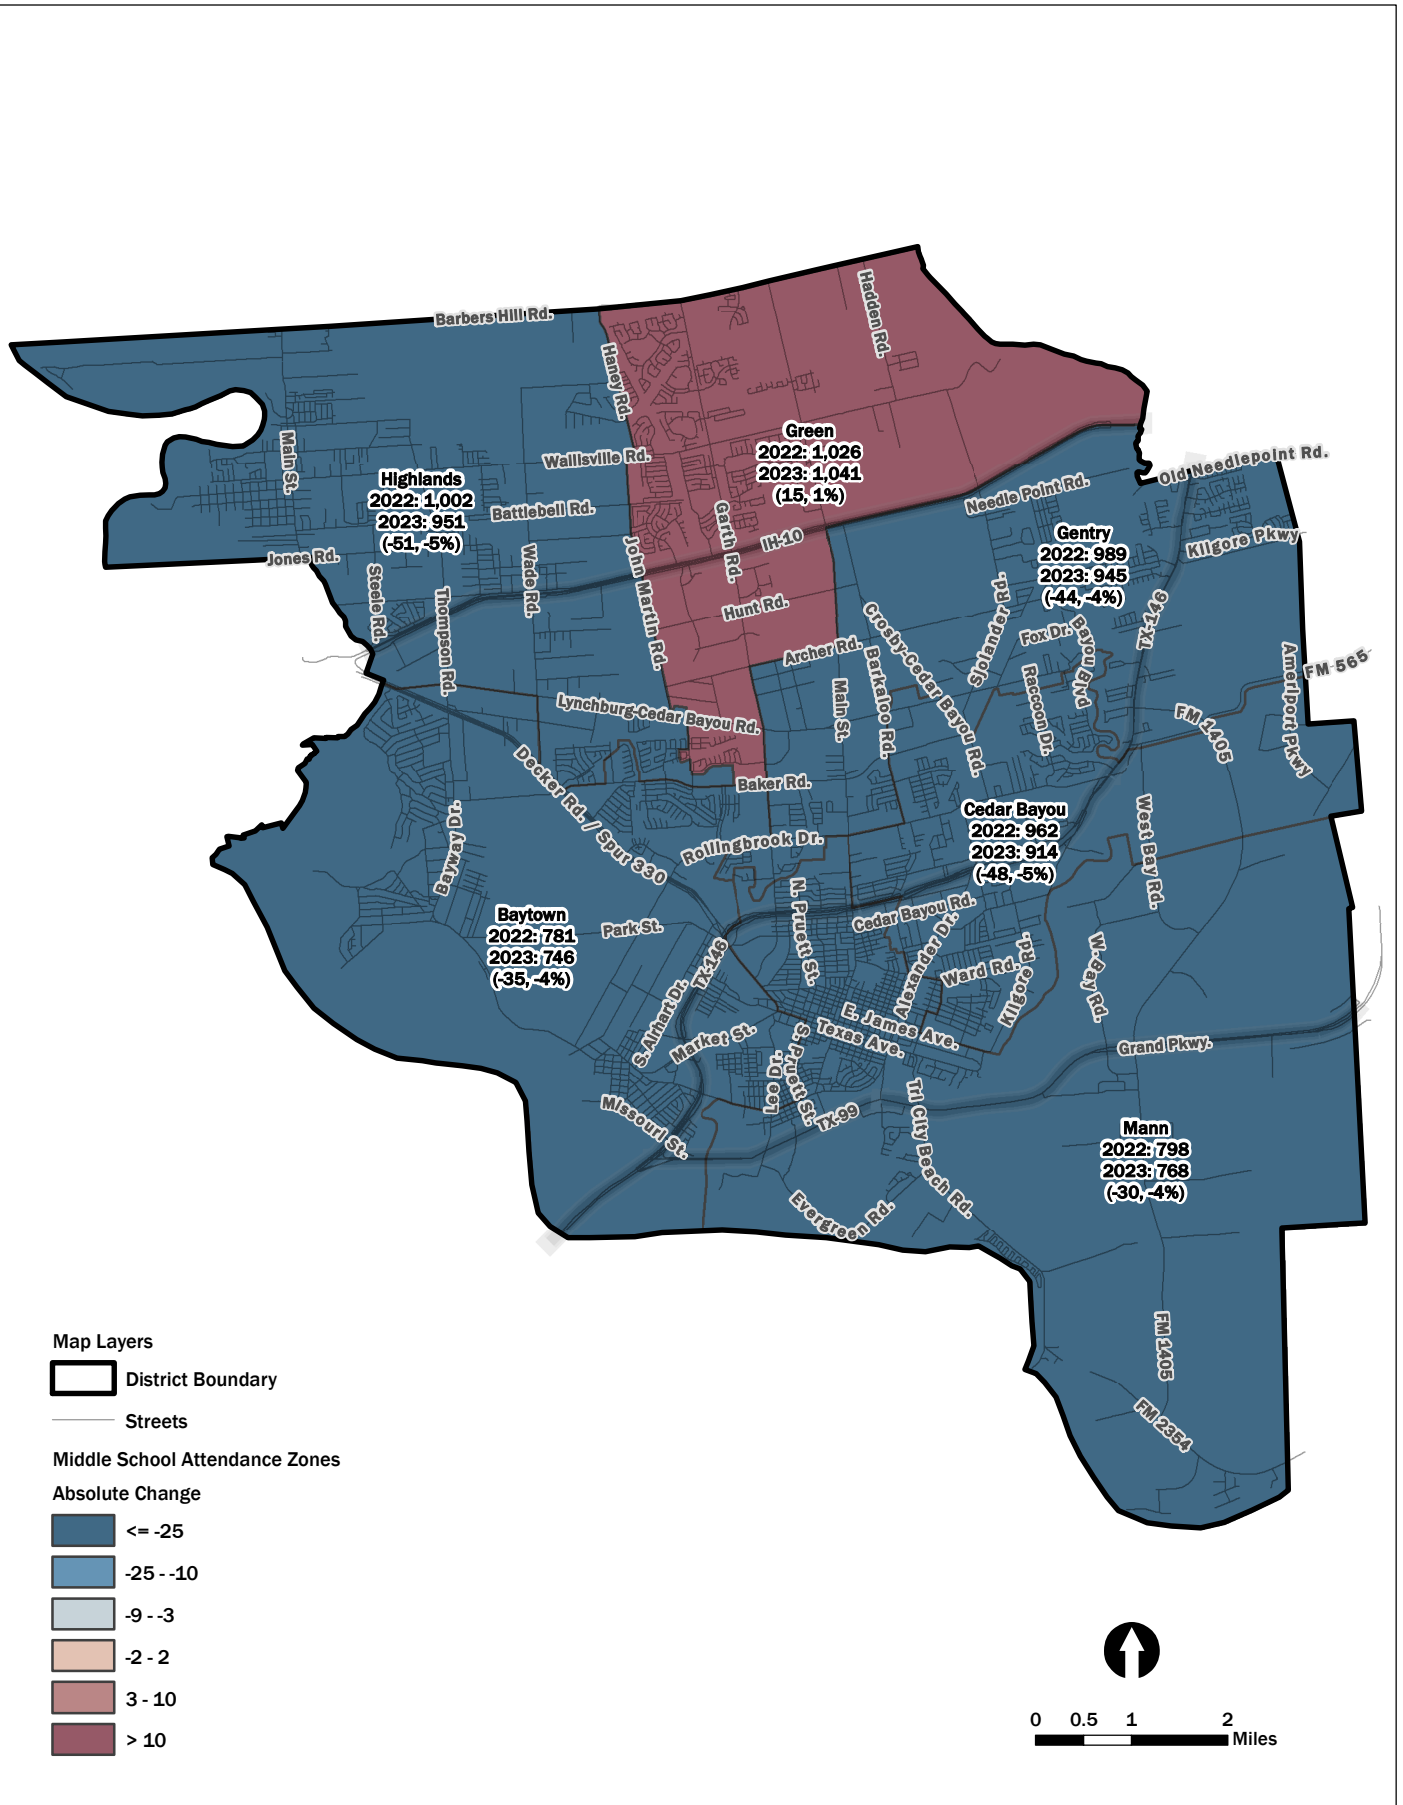 Barbers Hill Rd.
Hadden Rd.
Haney Rd.
Green
2022: 1,026
2023: 1,041
(15, 1%)
Main St.
Wallisville Rd.
Old Needlepoint Rd.
Highlands
2022: 1,002
2023: 951
(-51, -5%)
Needle Point Rd.
Battlebell Rd.
Garth Rd.
IH-10
Gentry
2022: 989
2023: 945
(-44, -4%)
Kilgore Pkwy
Jones Rd.
Steele Rd.
Thompson Rd.
Wade Rd.
John Martin Rd.
Hunt Rd.
Crosby-Cedar Bayou Rd.
Sjolander Rd.
Fox Dr.
Bayou Blvd
TX-146
Archer Rd.
Barkaloo Rd.
Main St.
Raccoon Dr.
Ameriport Pkwy
FM 565
Lynchburg-Cedar Bayou Rd.
FM 1405
Decker Rd. / Spur 330
Baker Rd.
Bayway Dr.
Rollingbrook Dr.
Cedar Bayou
2022: 962
2023: 914
(-48, -5%)
West Bay Rd.
Baytown
2022: 781
2023: 746
(-35, -4%)
Park St.
N. Pruett St.
Cedar Bayou Rd.
Alexander Dr.
Ward Rd.
Kilgore Rd.
W. Bay Rd.
TX-146
S. Airhart Dr.
Market St.
E. James Ave.
Texas Ave.
Grand Pkwy.
Lee Dr.
S. Pruett St.
TX-99
Missouri St.
Tri City Beach Rd.
Mann
2022: 798
2023: 768
(-30, -4%)
Evergreen Rd.
FM 1405
FM 2354
Map Layers
District Boundary
Streets
Middle School Attendance Zones
Absolute Change
<= -25
-25 - -10
-9 - -3
-2 - 2
3 - 10
> 10
0 0.5 1 2
Miles